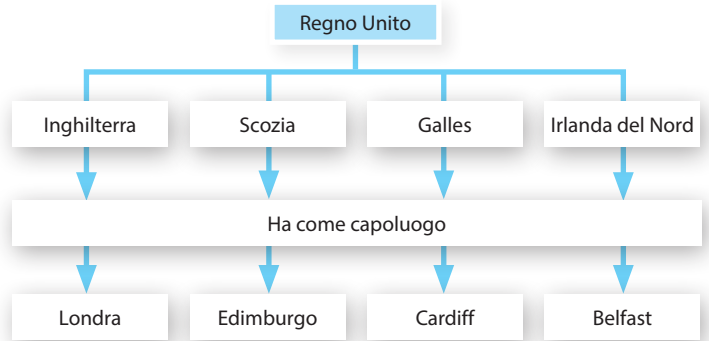 Regno Unito
Inghilterra
Scozia
Galles
Irlanda del Nord
Ha come capoluogo
Londra
Edimburgo
Cardiff
Belfast